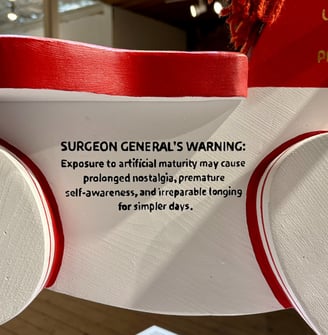 SURGEON GENERAL'S WARNING:
Exposure to artificial maturity may cause
prolonged nostalgia, premature
self-awareness, and irreparable longing
for simpler days.